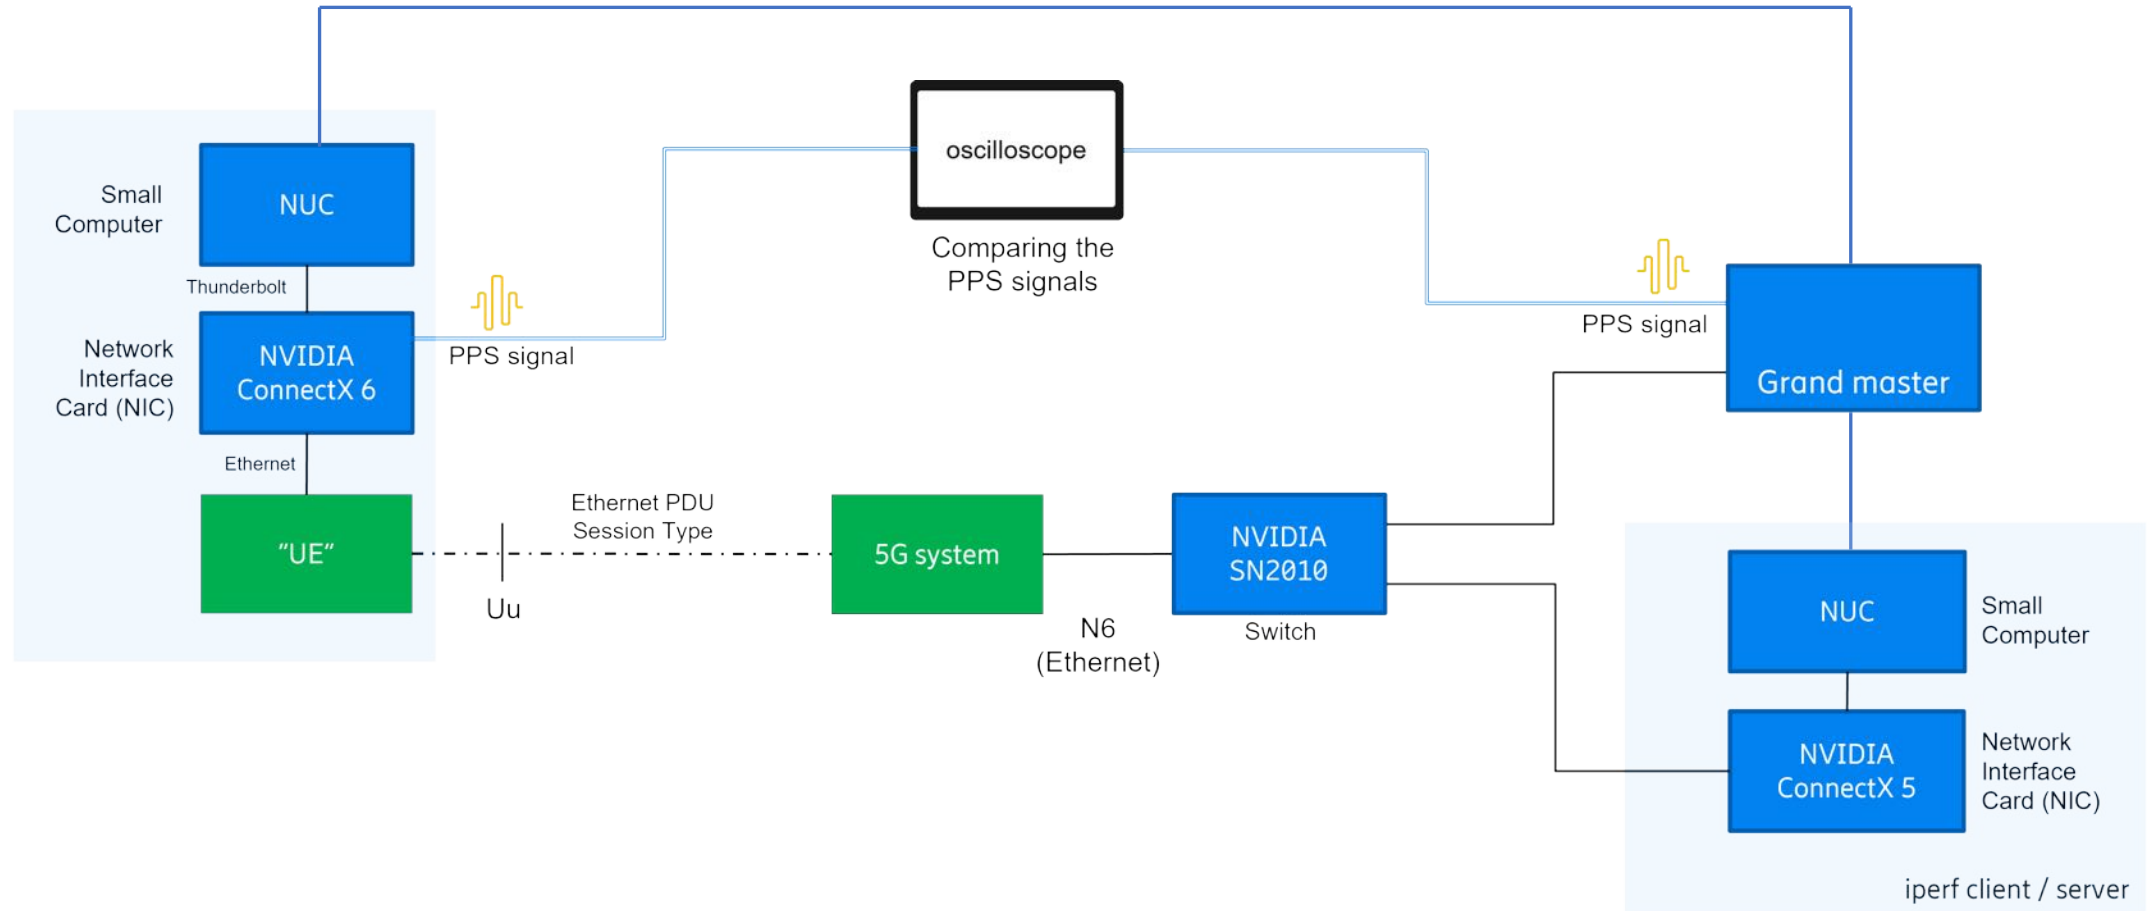 oscilloscope
Comparing the
PPS signals
Small
Computer
NUC
Thunderbolt
Network
Interface
Card (NIC)
NVIDIA
ConnectX 6
PPS signal
Ethernet
"UE"
Uu
Ethernet PDU
Session Type
5G system
N6
(Ethernet)
NVIDIA
SN2010
Switch
PPS signal
Grand master
NUC
Small
Computer
NVIDIA
ConnectX 5
Network
Interface
Card (NIC)
iperf client / server